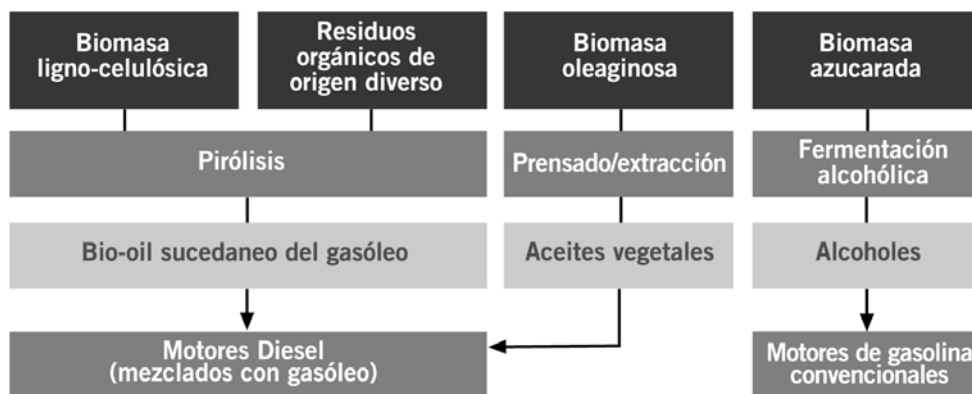 Biomasa
ligno-celulósica
Residuos
orgánicos de
origen diverso
Biomasa
oleaginosa
Biomasa
azucarada
Pirólisis
Prensado/extracción
Fermentación
alcohólica
Bio-oil sucedaneo del gasóleo
Aceites vegetales
Alcoholes
Motores Diesel
(mezclados con gasóleo)
Motores de gasolina
convencionales